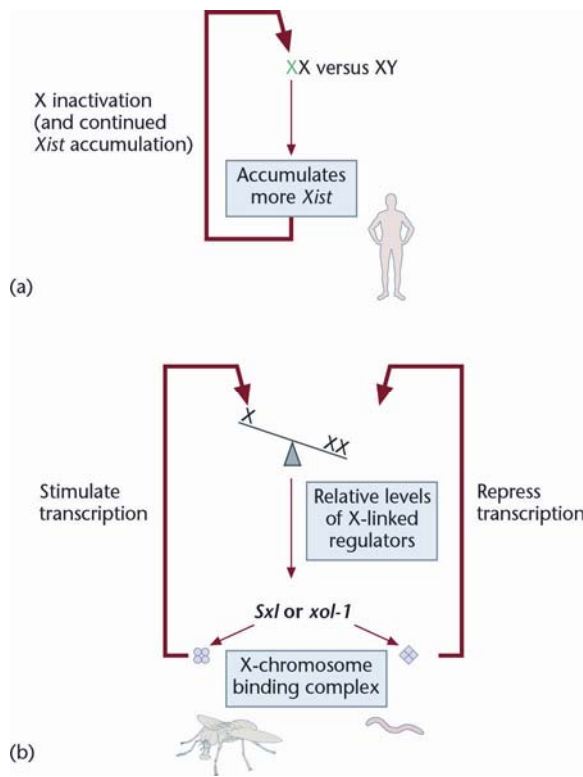 XX versus XY
X inactivation
(and continued
Xist accumulation)
Accumulates
more Xist
(a)
X
XX
Stimulate
transcription
Relative levels
of X-linked
regulators
Repress
transcription
Sxl or xol-1
X-chromosome
binding complex
(b)